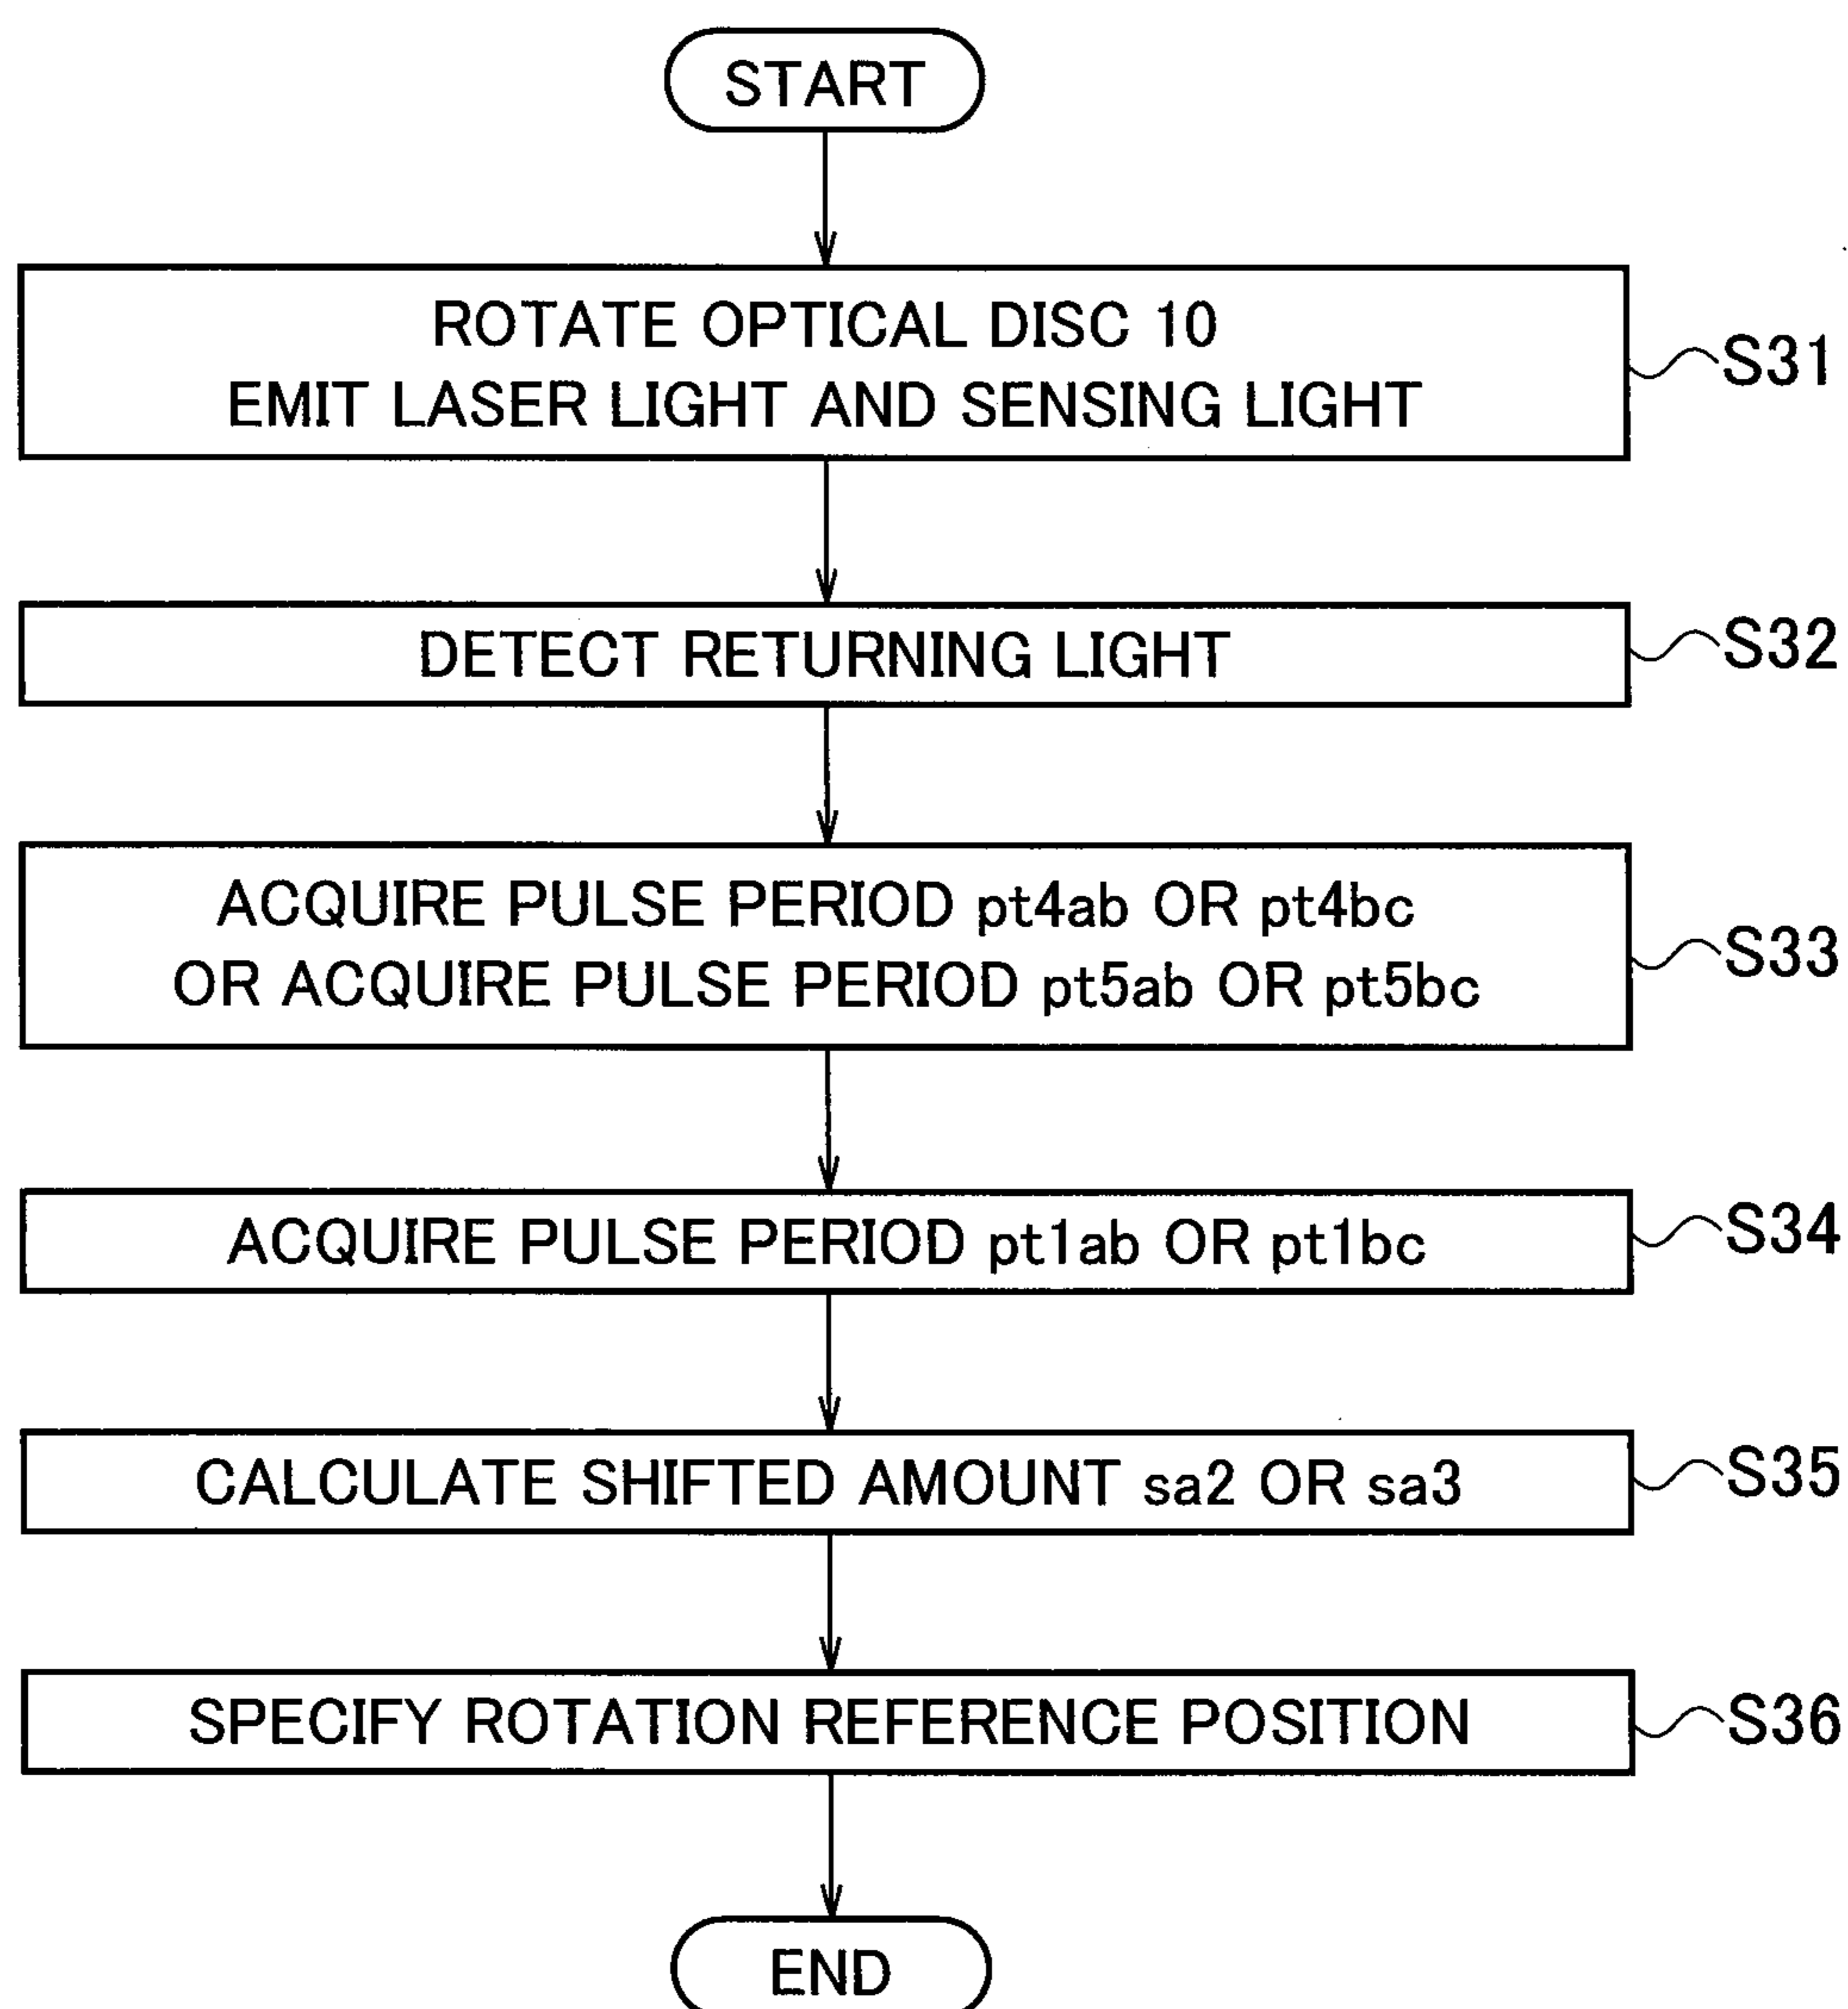 START
ROTATE OPTICAL DISC 10
EMIT LASER LIGHT AND SENSING LIGHT
S31
DETECT RETURNING LIGHT
S32
ACQUIRE PULSE PERIOD pt4ab OR pt4bc
OR ACQUIRE PULSE PERIOD pt5ab OR pt5bc
S33
ACQUIRE PULSE PERIOD pt1ab OR pt1bc
S34
CALCULATE SHIFTED AMOUNT sa2 OR sa3
S35
SPECIFY ROTATION REFERENCE POSITION
S36
END